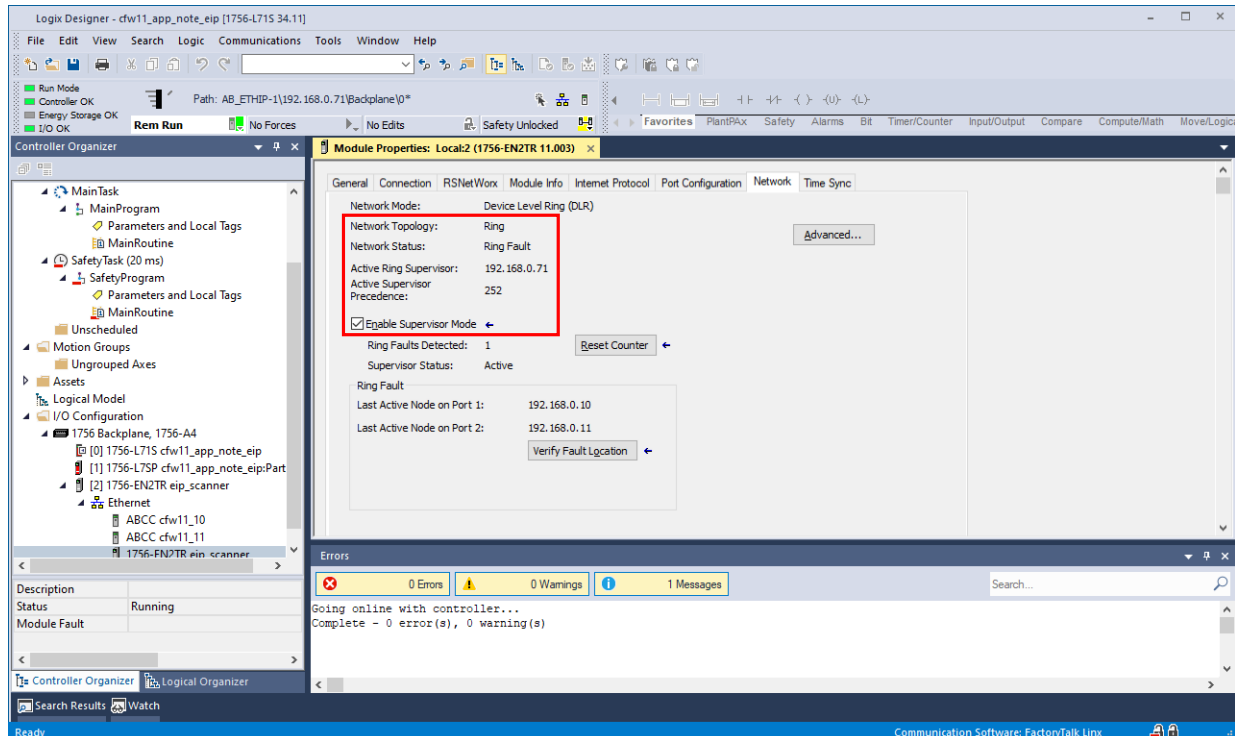 Logix Designer - cfw11_app_note_eip [1756-L71S 34.11]
File Edit View Search Logic Communications Tools Window Help
Run Mode
Controller OK
Energy Storage OK
I/O OK
Path: AB_ETHIP-1\192.168.0.71\Backplane\0*
Rem Run
No Forces
No Edits
Safety Unlocked
Favorites PlantPAx Safety Alarms Bit Timer/Counter Input/Output Compare Compute/Math Move/Logic
Controller Organizer
MainTask
MainProgram
Parameters and Local Tags
MainRoutine
SafetyTask (20 ms)
SafetyProgram
Parameters and Local Tags
MainRoutine
Unscheduled
Motion Groups
Ungrouped Axes
Assets
Logical Model
I/O Configuration
1756 Backplane, 1756-A4
[0] 1756-L71S cfw11_app_note_eip
[1] 1756-L7SP cfw11_app_note_eip:Part
[2] 1756-EN2TR eip_scanner
Ethernet
ABCC cfw11_10
ABCC cfw11_11
1756-EN2TR eip_scanner
Description
Status Running
Module Fault
Controller Organizer Logical Organizer
Module Properties: Local:2 (1756-EN2TR 11.003)
General Connection RSNetWorx Module Info Internet Protocol Port Configuration Network Time Sync
Network Mode: Device Level Ring (DLR)
Network Topology: Ring
Advanced...
Network Status: Ring Fault
Active Ring Supervisor: 192.168.0.71
Active Supervisor
Precedence: 252
Enable Supervisor Mode
Ring Faults Detected: 1 Reset Counter
Supervisor Status: Active
Ring Fault
Last Active Node on Port 1: 192.168.0.10
Last Active Node on Port 2: 192.168.0.11
Verify Fault Location
Errors
0 Errors 0 Warnings 1 Messages Search...
Going online with controller...
Complete - 0 error(s), 0 warning(s)
Search Results Watch
Ready Communication Software: FactoryTalk Linx